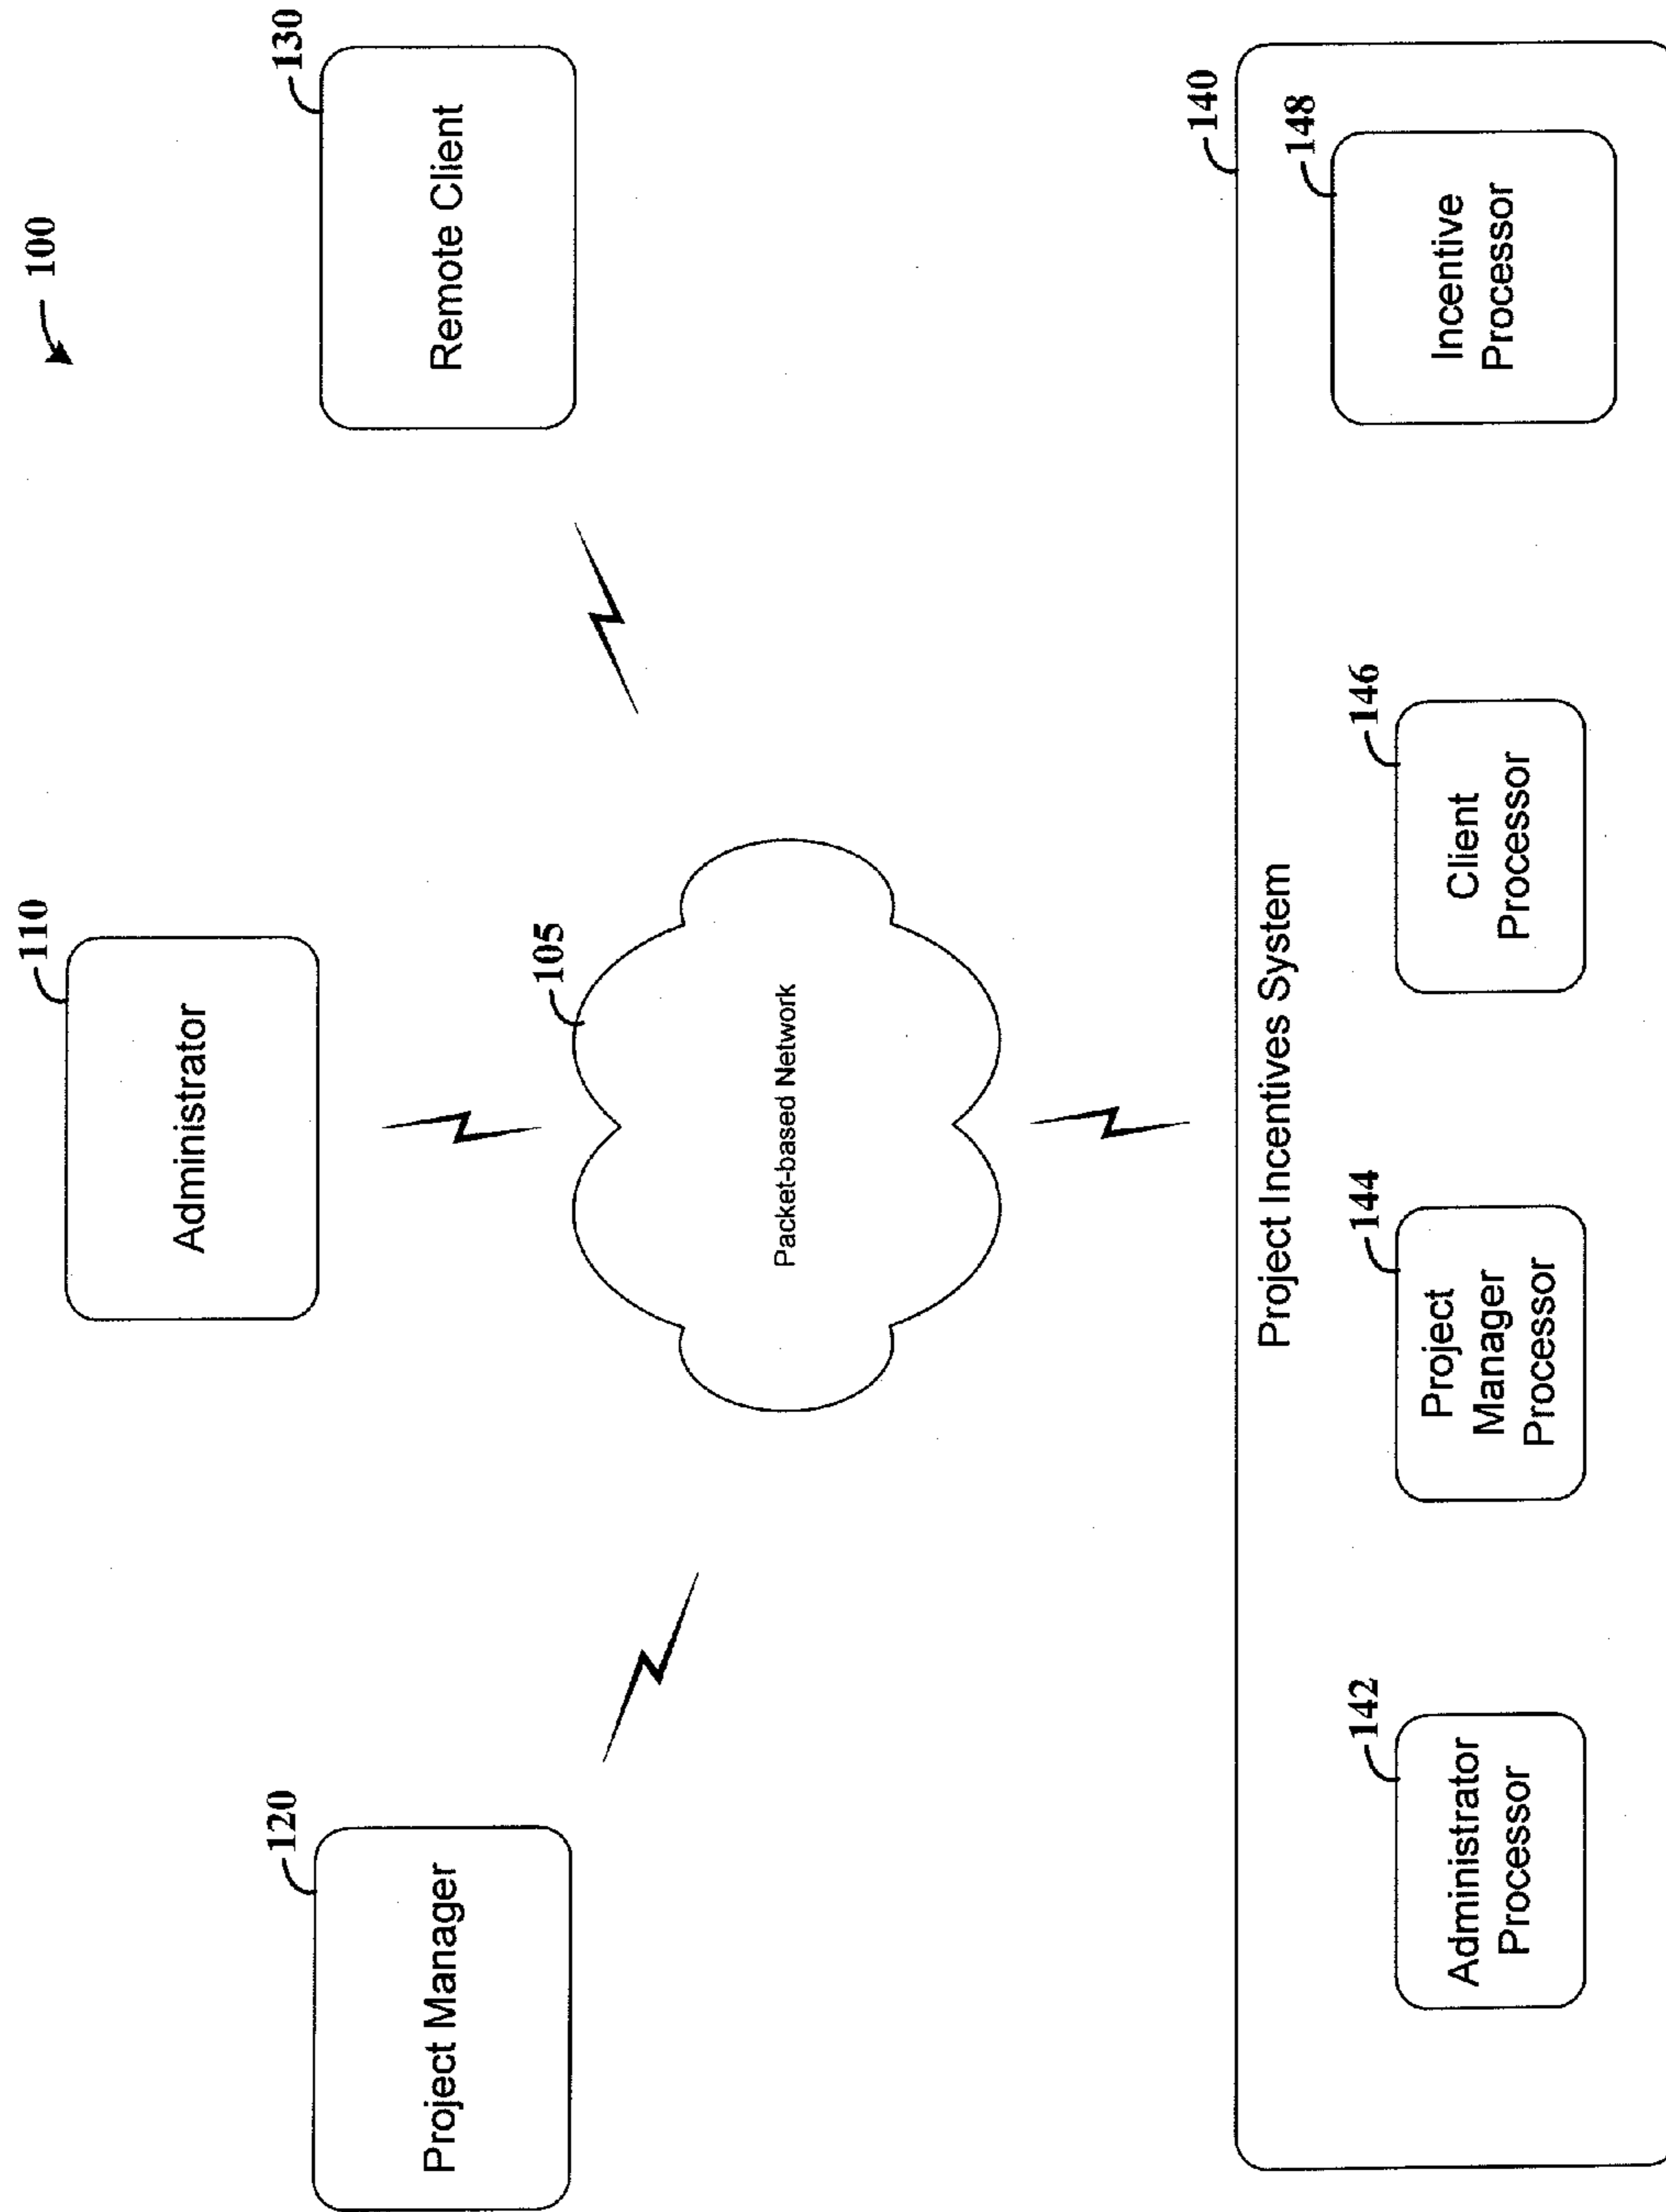 100
110
Administrator
120
Project Manager
130
Remote Client
105
Packet-based Network
140
Project Incentives System
142
Administrator
Processor
144
Project
Manager
Processor
146
Client
Processor
148
Incentive
Processor